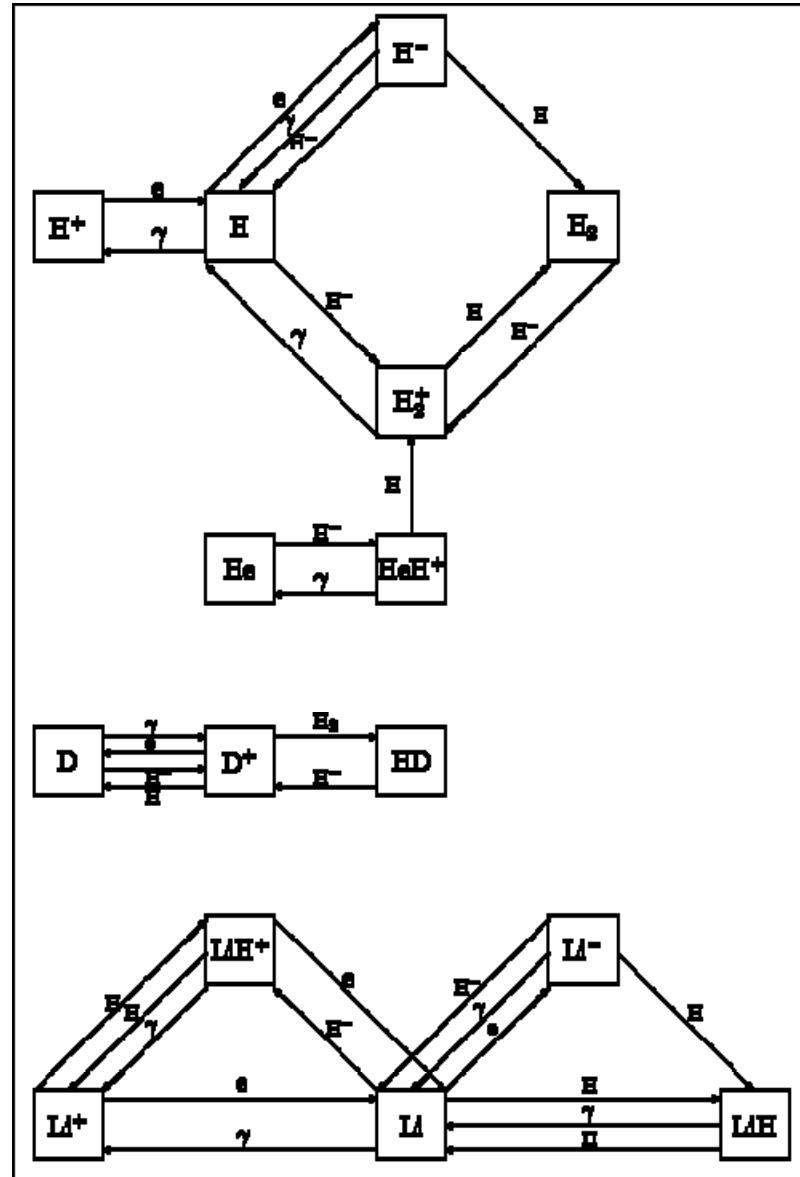 H⁻
e
γ
H⁻
H
H⁺
e
γ
H
H₂
H⁻
γ
H
H⁻
H₂⁺
H
He
H⁻
γ
HeH⁺
D
γ
e
H⁻
H
D⁺
H₂
H⁻
HD
LiH⁺
Li⁻
H
H
γ
e
H⁻
H⁻
γ
e
H
Li⁺
e
γ
Li
H
γ
H
LiH